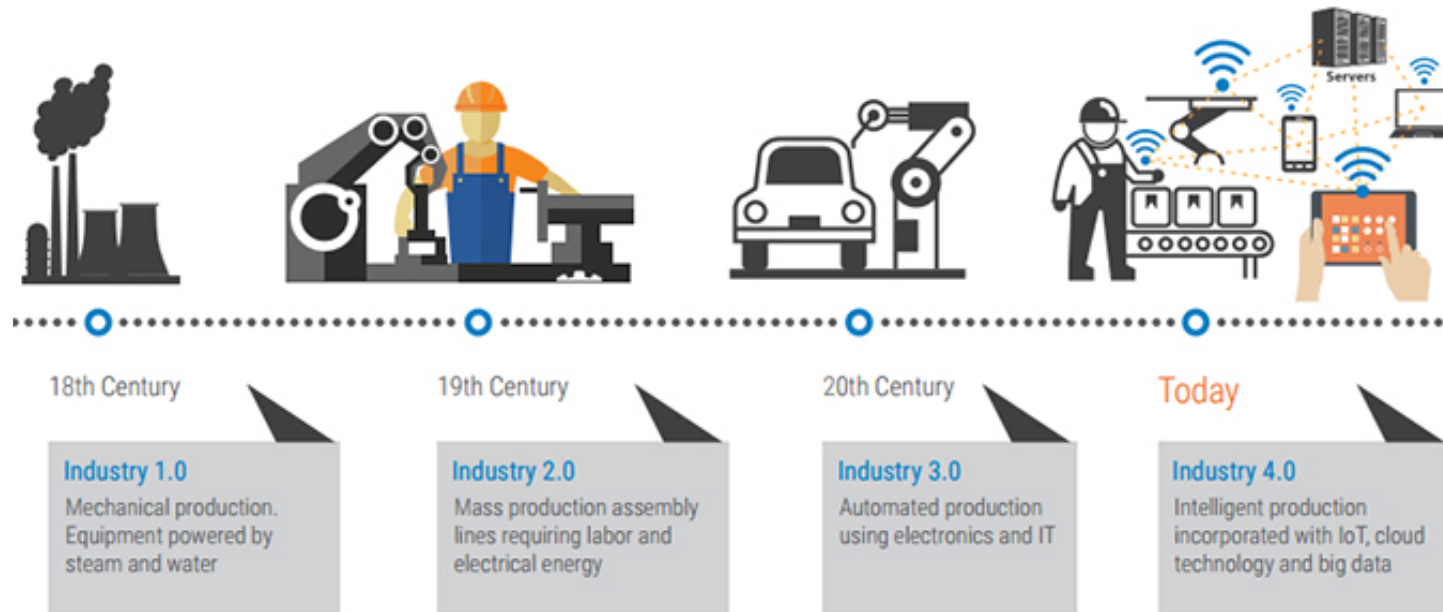 Servers
18th Century
19th Century
20th Century
Today
Industry 1.0
Mechanical production.
Equipment powered by
steam and water
Industry 2.0
Mass production assembly
lines requiring labor and
electrical energy
Industry 3.0
Automated production
using electronics and IT
Industry 4.0
Intelligent production
incorporated with IoT, cloud
technology and big data